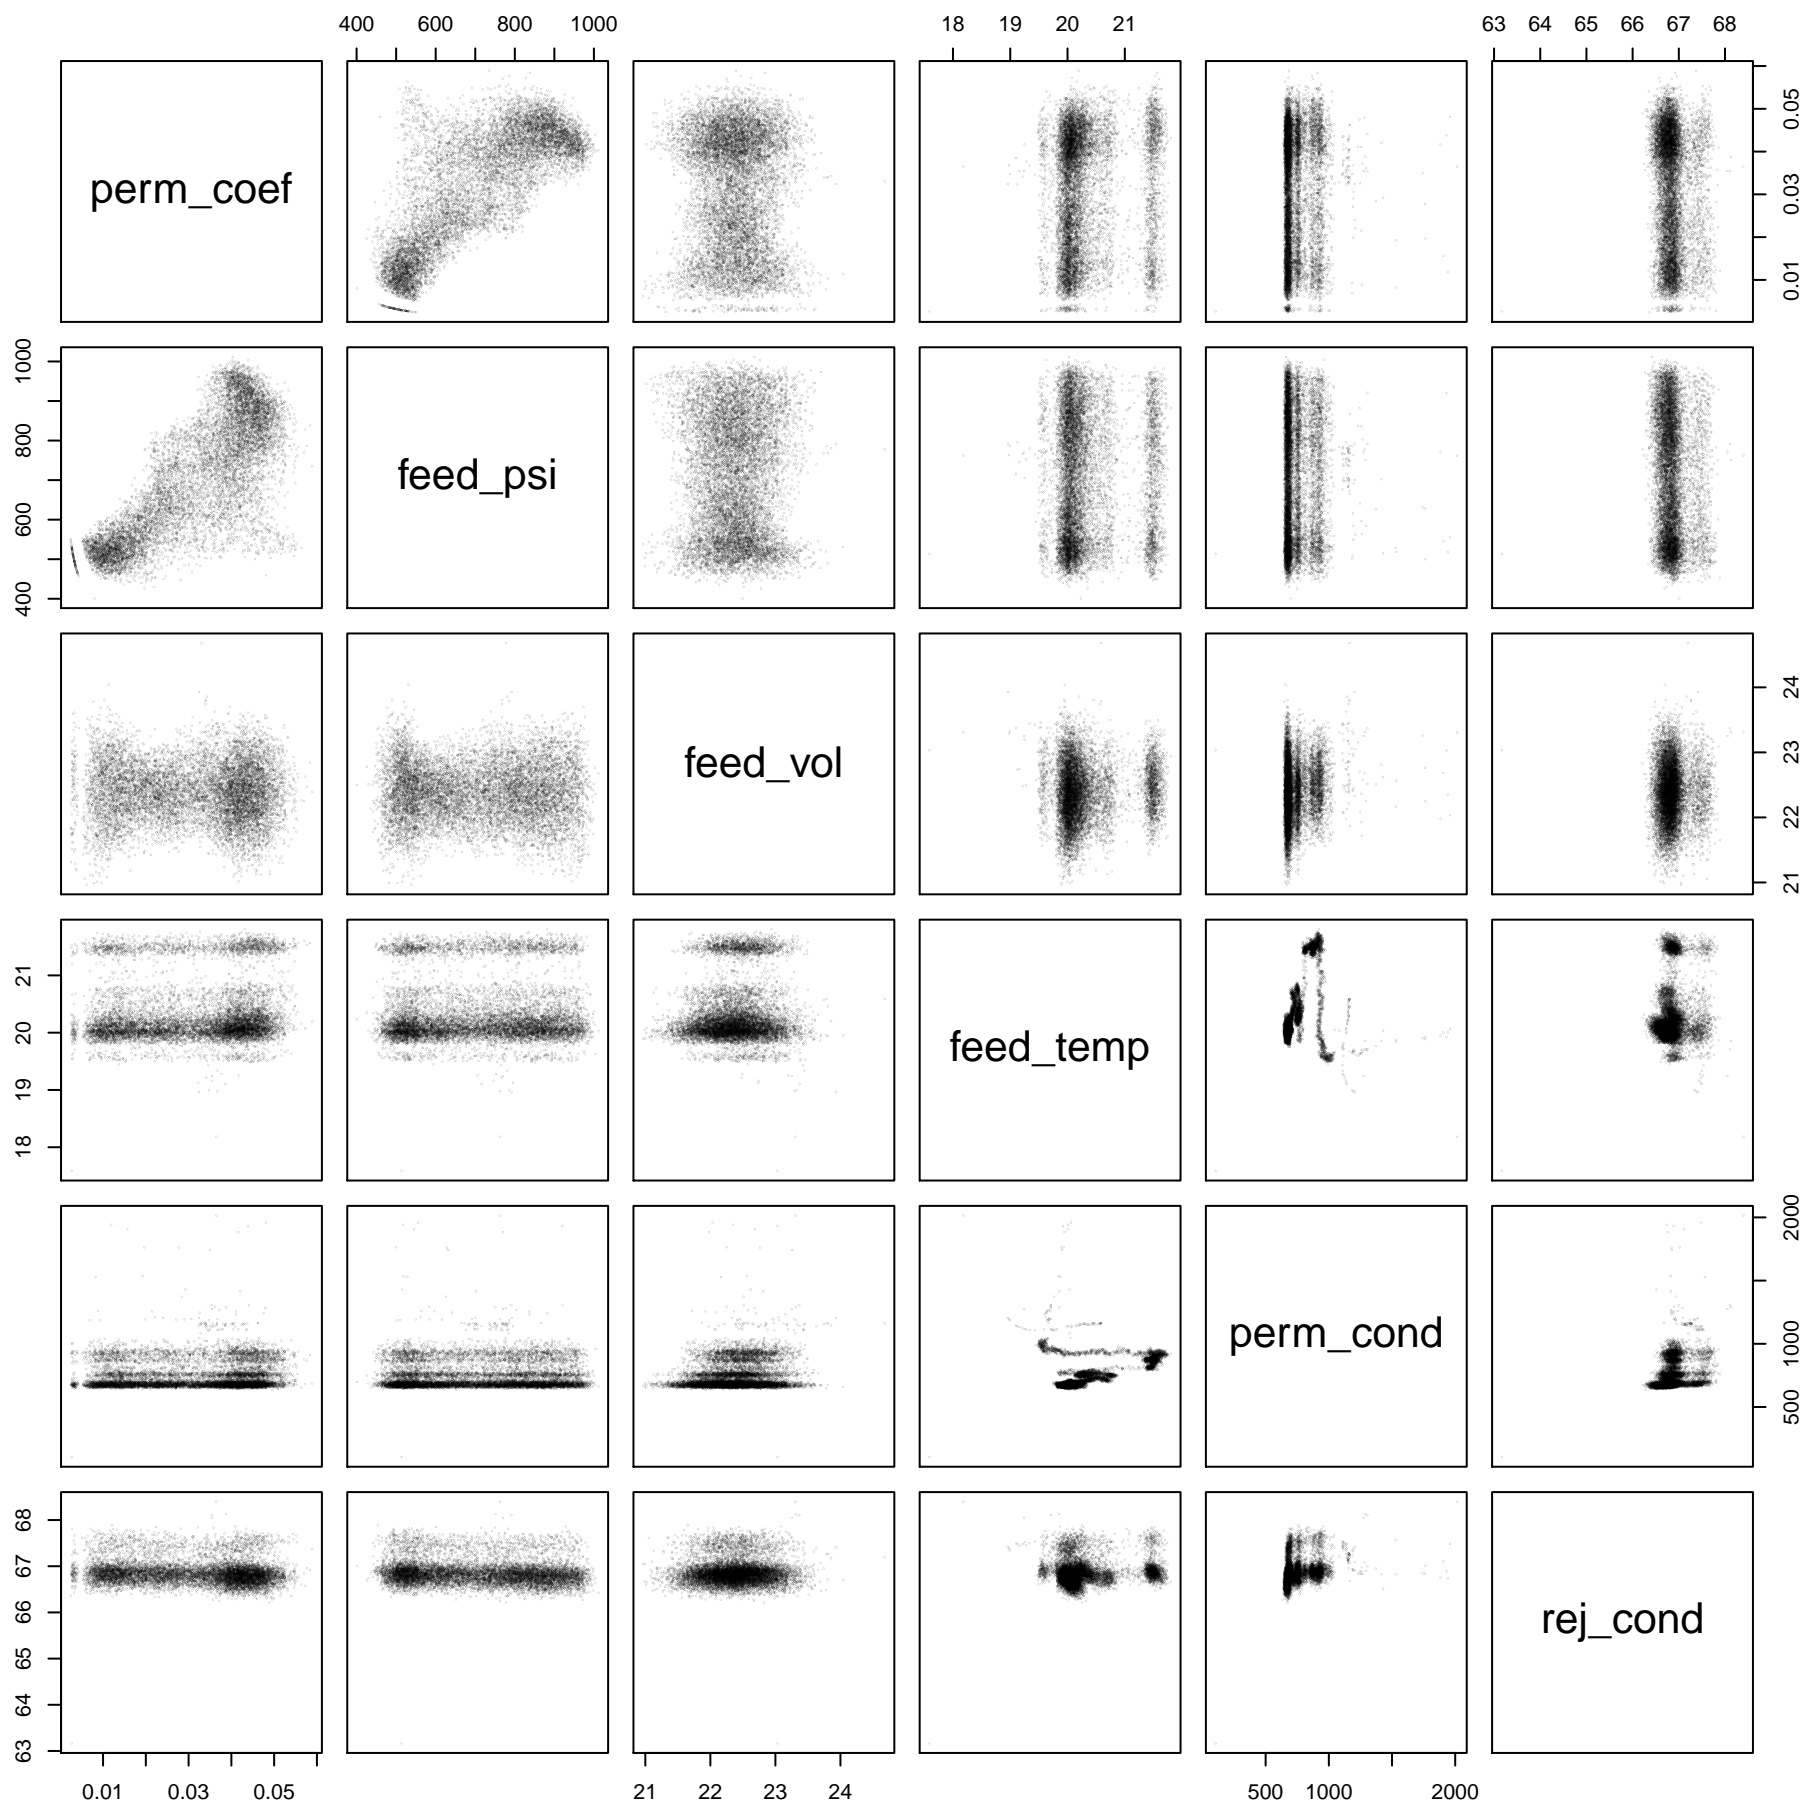 400 600 800 1000
18 19 20 21
63 64 65 66 67 68
perm_coef
0.01 0.03 0.05
400 600 800 1000
feed_psi
feed_vol
21 22 23 24
18 19 20 21
feed_temp
perm_cond
500 1000 2000
63 64 65 66 67 68
rej_cond
0.01 0.03 0.05
21 22 23 24
500 1000 2000